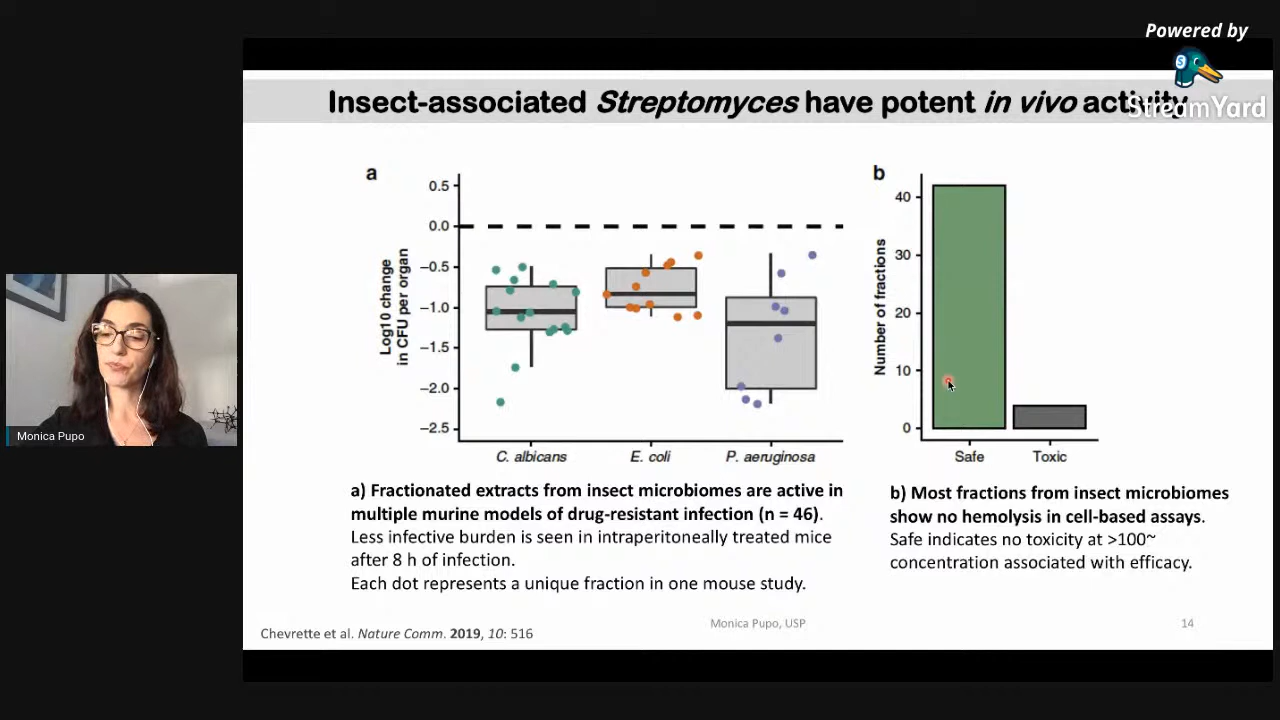 Powered by
StreamYard
Insect-associated Streptomyces have potent in vivo activity
a
0.5
0.0
−0.5
−1.0
−1.5
−2.0
−2.5
Log10 change
in CFU per organ
C. albicans
E. coli
P. aeruginosa
b
40
30
20
10
0
Number of fractions
Safe
Toxic
a) Fractionated extracts from insect microbiomes are active in
multiple murine models of drug-resistant infection (n = 46).
Less infective burden is seen in intraperitoneally treated mice
after 8 h of infection.
Each dot represents a unique fraction in one mouse study.
b) Most fractions from insect microbiomes
show no hemolysis in cell-based assays.
Safe indicates no toxicity at >100~
concentration associated with efficacy.
Chevrette et al. Nature Comm. 2019, 10: 516
Monica Pupo, USP
14
Monica Pupo